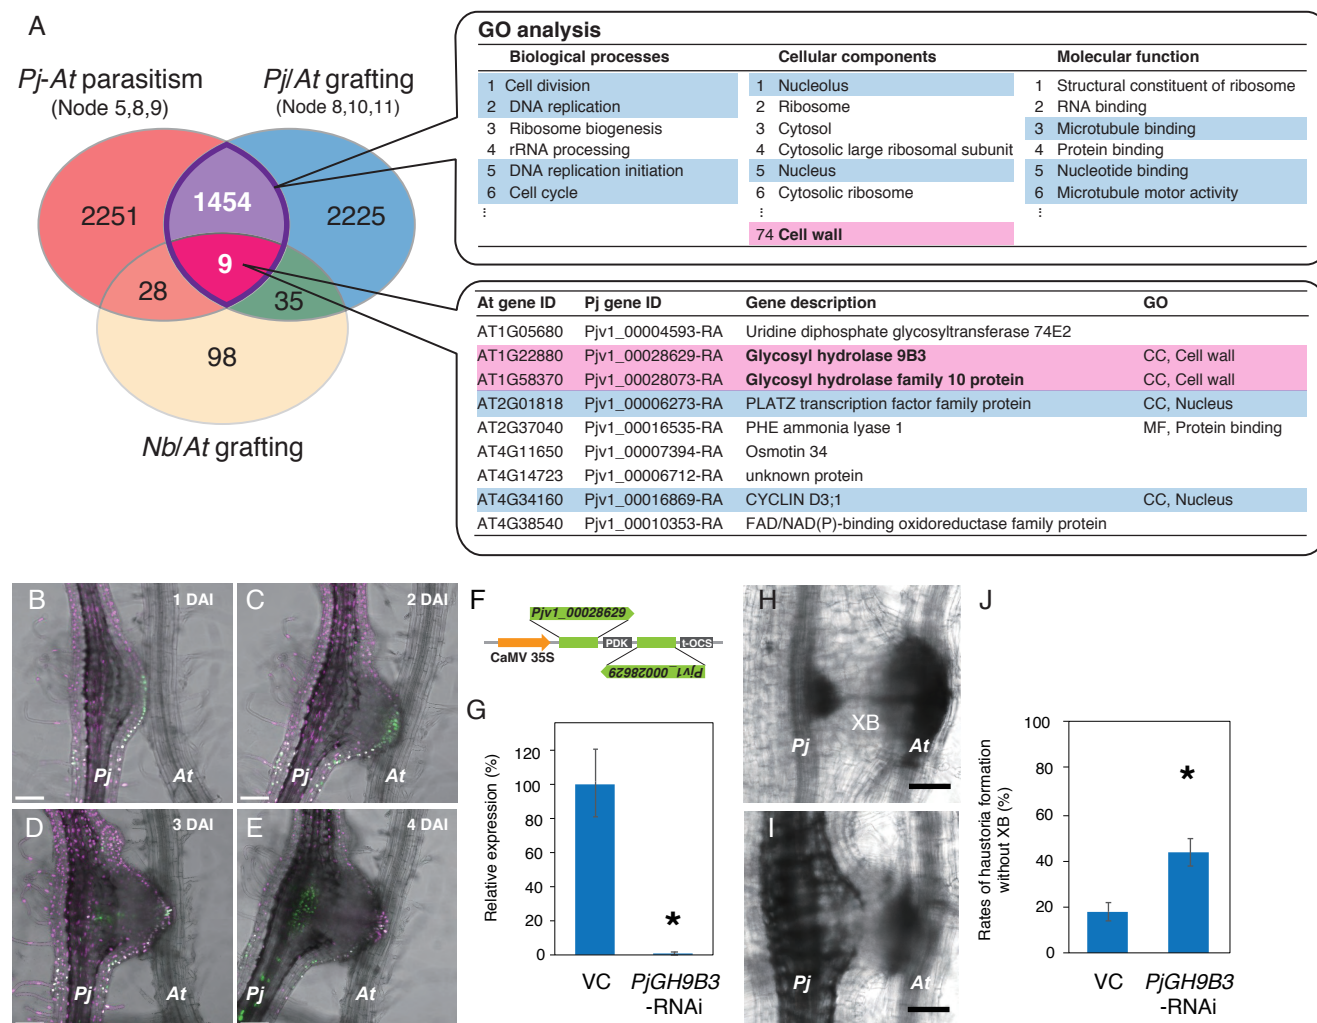 A
Pj-At parasitism
(Node 5,8,9)
Pj/At grafting
(Node 8,10,11)
2251
1454
2225
9
28
35
98
Nb/At grafting
GO analysis
Biological processes
Cellular components
Molecular function
1 Cell division
1 Nucleolus
1 Structural constituent of ribosome
2 DNA replication
2 Ribosome
2 RNA binding
3 Ribosome biogenesis
3 Cytosol
3 Microtubule binding
4 rRNA processing
4 Cytosolic large ribosomal subunit
4 Protein binding
5 DNA replication initiation
5 Nucleus
5 Nucleotide binding
6 Cell cycle
6 Cytosolic ribosome
6 Microtubule motor activity
⋮
⋮
⋮
74 Cell wall
At gene ID Pj gene ID Gene description GO
AT1G05680 Pjv1_00004593-RA Uridine diphosphate glycosyltransferase 74E2
AT1G22880 Pjv1_00028629-RA Glycosyl hydrolase 9B3 CC, Cell wall
AT1G58370 Pjv1_00028073-RA Glycosyl hydrolase family 10 protein CC, Cell wall
AT2G01818 Pjv1_00006273-RA PLATZ transcription factor family protein CC, Nucleus
AT2G37040 Pjv1_00016535-RA PHE ammonia lyase 1 MF, Protein binding
AT4G11650 Pjv1_00007394-RA Osmotin 34
AT4G14723 Pjv1_00006712-RA unknown protein
AT4G34160 Pjv1_00016869-RA CYCLIN D3;1 CC, Nucleus
AT4G38540 Pjv1_00010353-RA FAD/NAD(P)-binding oxidoreductase family protein
B
1 DAI
Pj
At
C
2 DAI
Pj
At
D
3 DAI
Pj
At
E
4 DAI
Pj
At
F
Pjv1_00028629
CaMV 35S
PDK
t-OCS
Pjv1_00028629
G
Relative expression (%)
120
100
80
60
40
20
0
*
VC
PjGH9B3
-RNAi
H
XB
Pj
At
I
Pj
At
J
Rates of haustoria formation
without XB (%)
100
80
60
40
20
0
*
VC
PjGH9B3
-RNAi